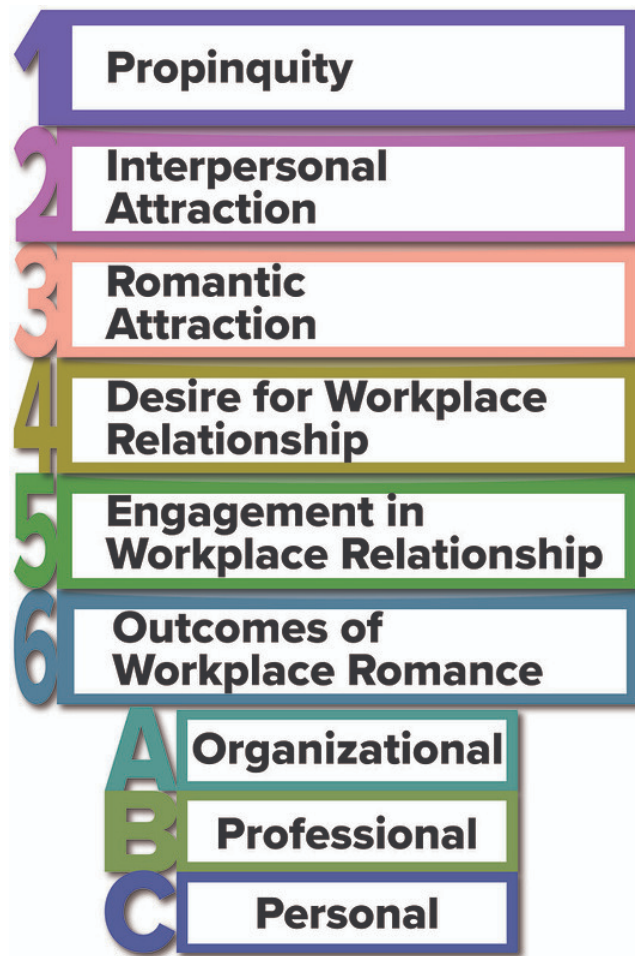 1 Propinquity
2 Interpersonal
Attraction
3 Romantic
Attraction
4 Desire for Workplace
Relationship
5 Engagement in
Workplace Relationship
6 Outcomes of
Workplace Romance
A Organizational
B Professional
C Personal